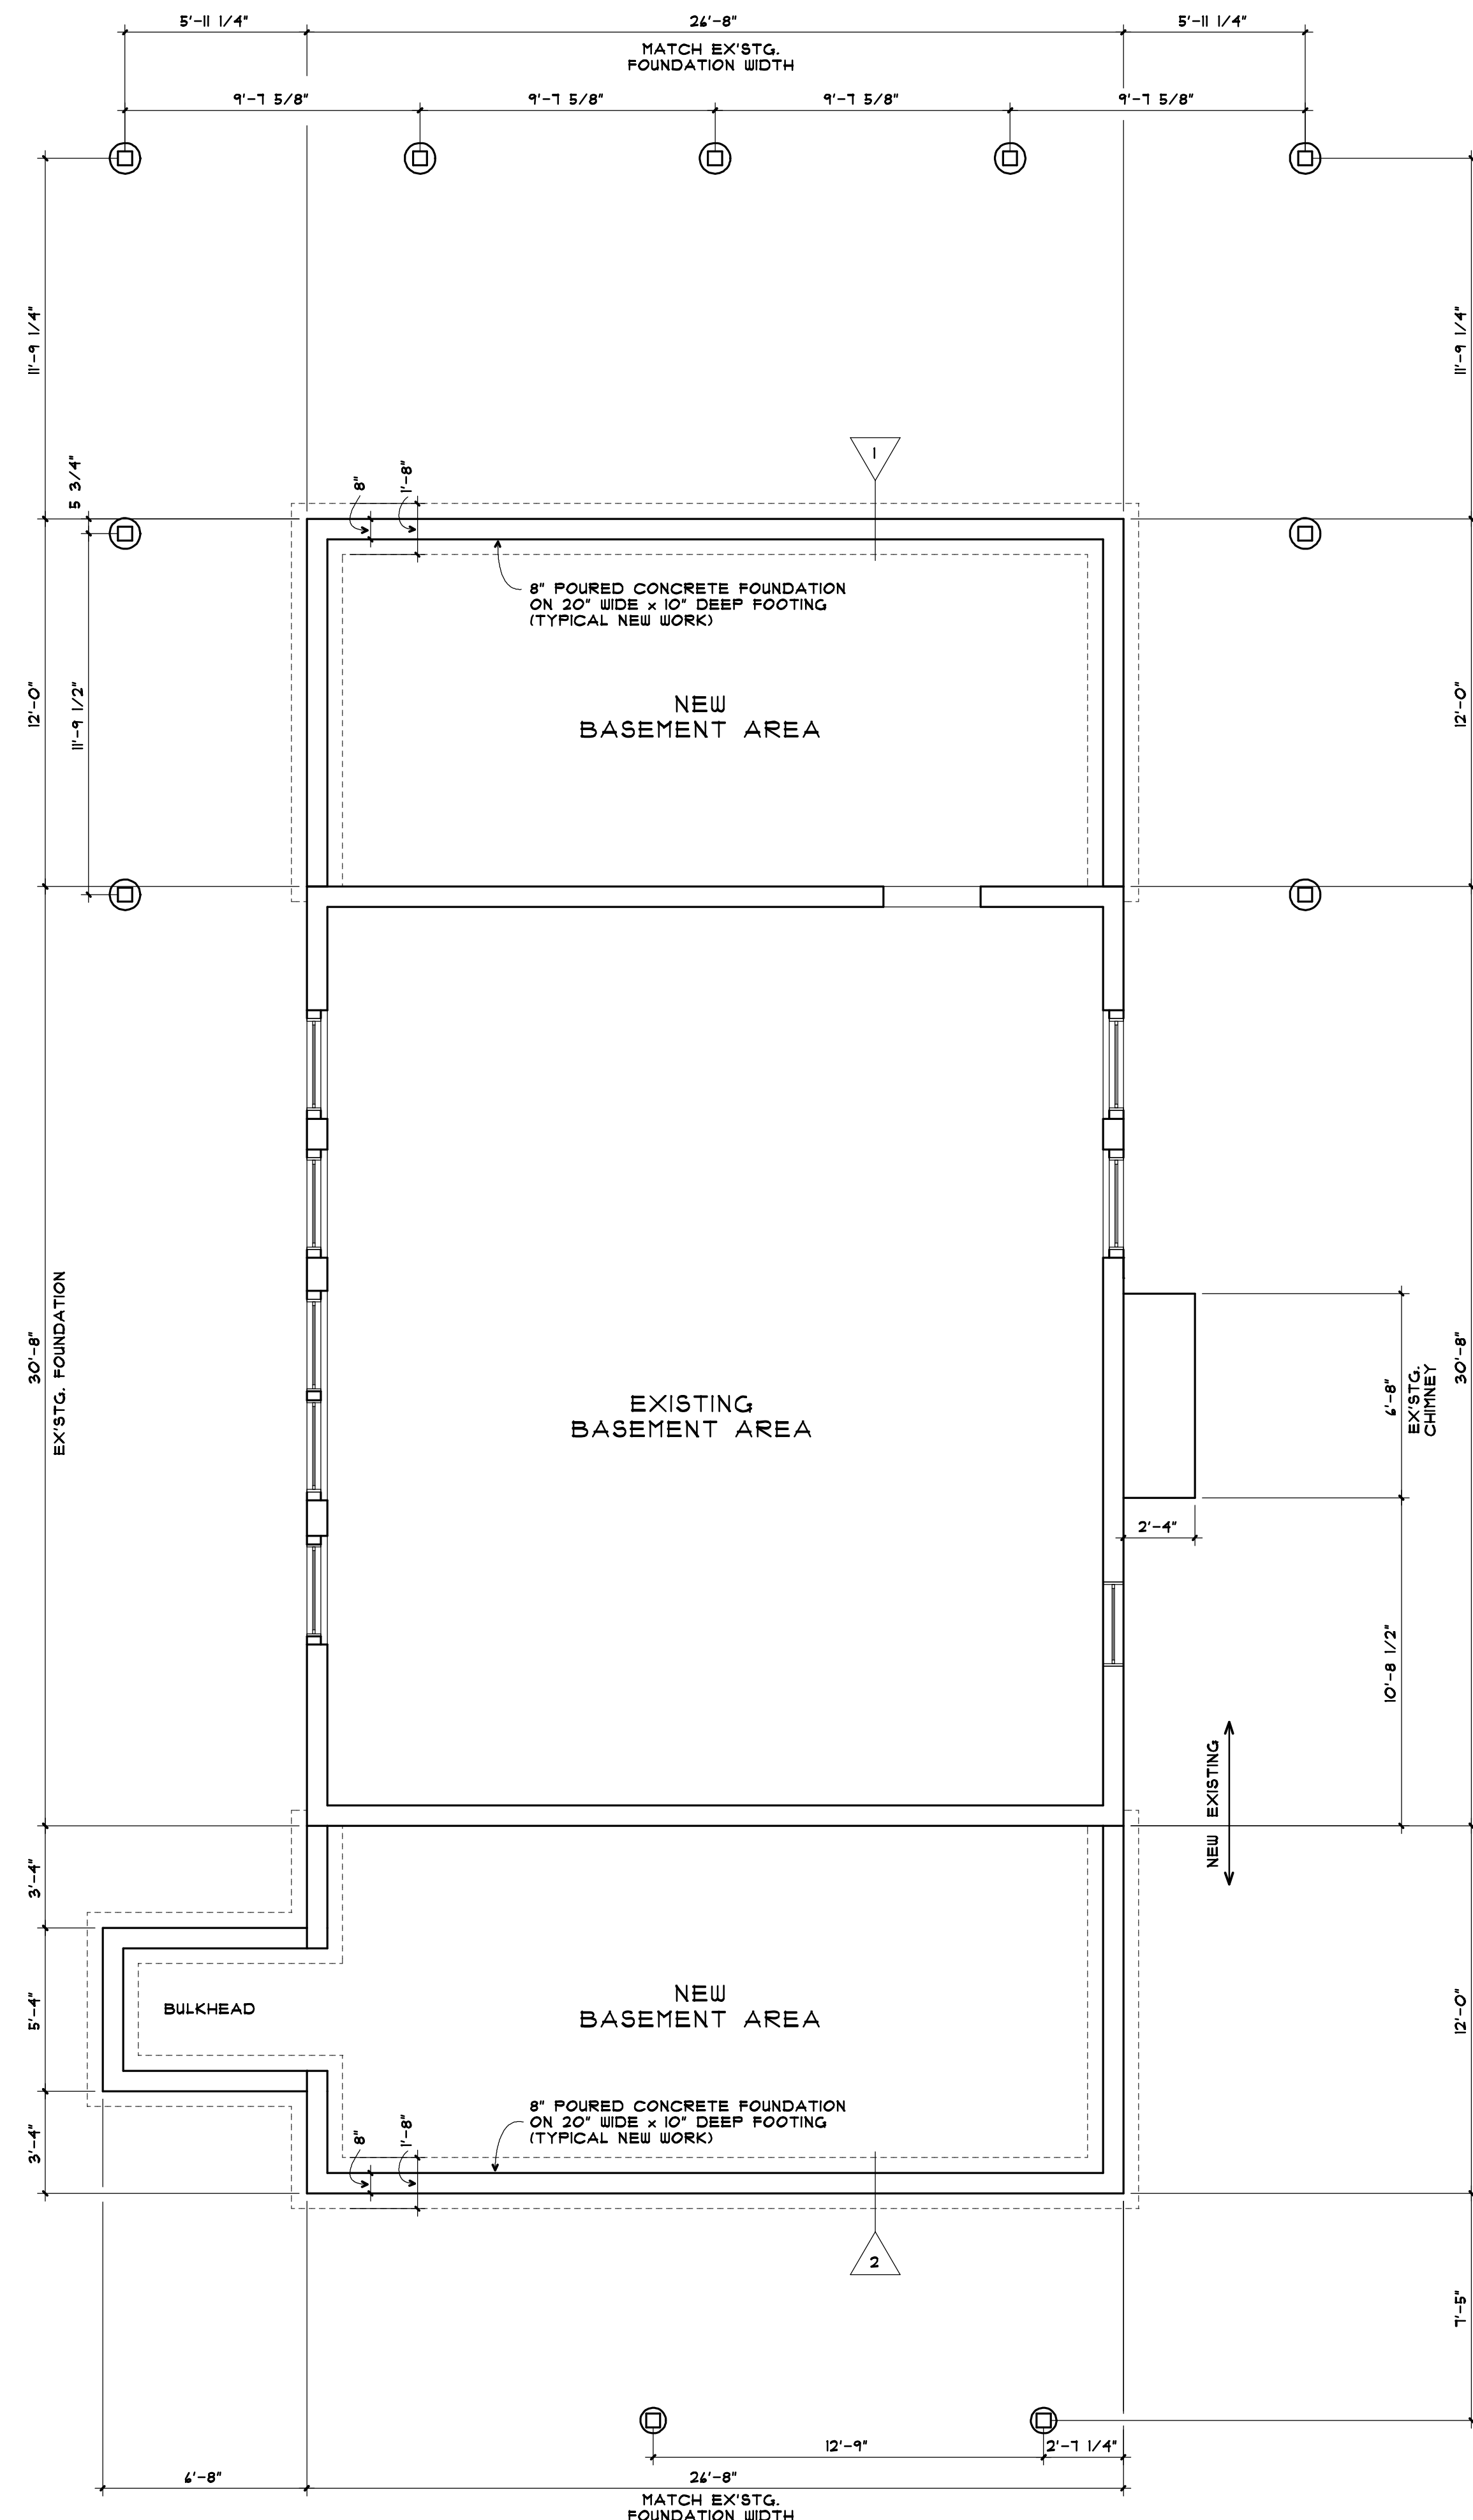 5'-11 1/4"
26'-8"
5'-11 1/4"
MATCH EX'STG.
FOUNDATION WIDTH
9'-7 5/8"
9'-7 5/8"
9'-7 5/8"
9'-7 5/8"
11'-9 1/4"
11'-9 1/4"
1
5 3/4"
8"
1'-8"
8" POURED CONCRETE FOUNDATION
ON 20" WIDE x 10" DEEP FOOTING
(TYPICAL NEW WORK)
12'-0"
11'-9 1/2"
NEW
BASEMENT AREA
12'-0"
30'-8"
EX'STG. FOUNDATION
EXISTING
BASEMENT AREA
6'-8"
EX'STG.
CHIMNEY
30'-8"
2'-4"
10'-8 1/2"
NEW EXISTING
3'-4"
5'-4"
BULKHEAD
NEW
BASEMENT AREA
12'-0"
3'-4"
8"
1'-8"
8" POURED CONCRETE FOUNDATION
ON 20" WIDE x 10" DEEP FOOTING
(TYPICAL NEW WORK)
2
7'-5"
12'-9"
2'-7 1/4"
6'-8"
26'-8"
MATCH EX'STG.
FOUNDATION WIDTH